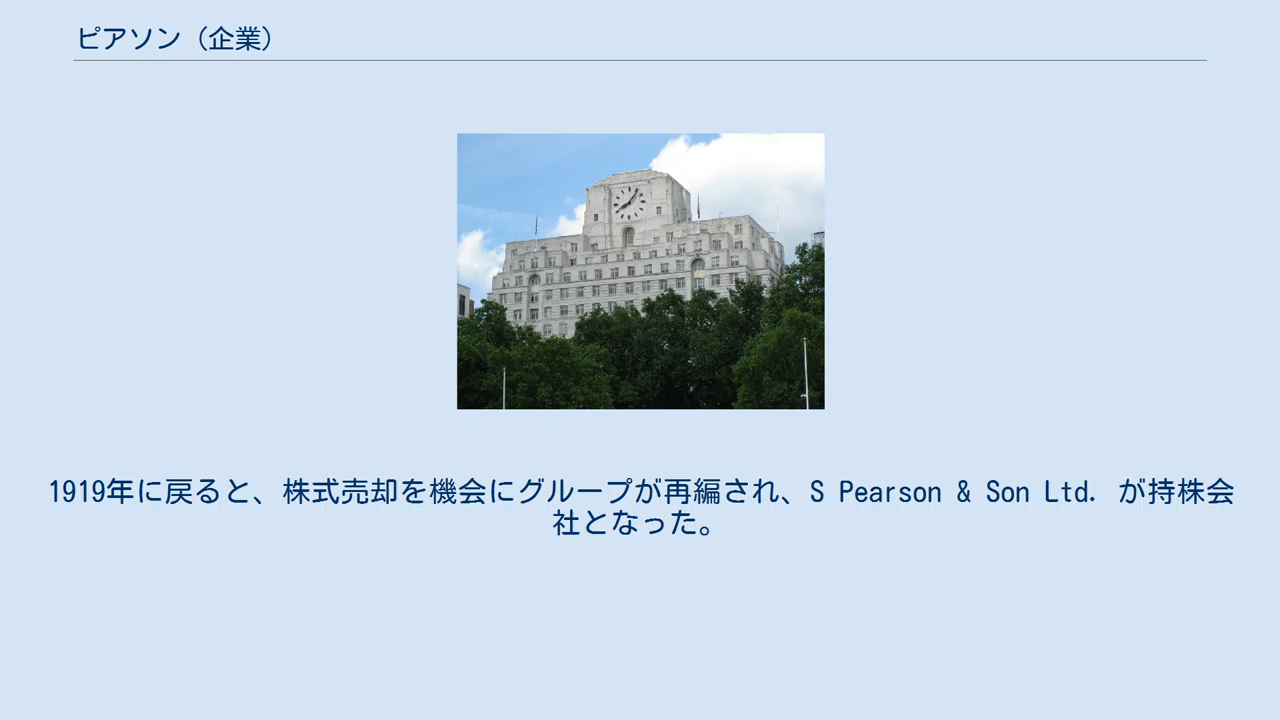 ピアソン（企業）
1919年に戻ると、株式売却を機会にグループが再編され、S Pearson & Son Ltd. が持株会
社となった。